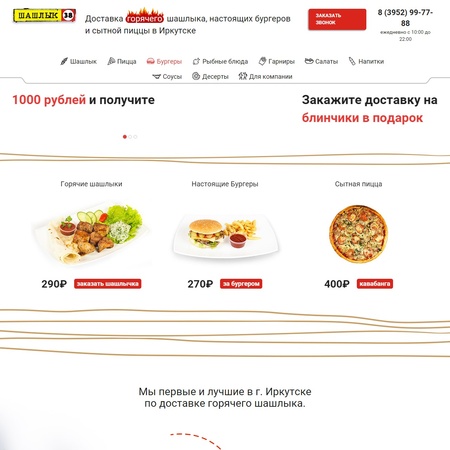 ШАШЛЫК 38
Доставка горячего шашлыка, настоящих бургеров
и сытной пиццы в Иркутске
ЗАКАЗАТЬ
ЗВОНОК
8 (3952) 99-77-
88
ежедневно с 10:00 до
22:00
Шашлык Пицца Бургеры Рыбные блюда Гарниры Салаты Напитки
Соусы Десерты Для компании
1000 рублей и получите
Закажите доставку на
блинчики в подарок
Горячие шашлыки
Настоящие Бургеры
Сытная пицца
290₽ заказать шашлычка
270₽ за бургером
400₽ кавабанга
Мы первые и лучшие в г. Иркутске
по доставке горячего шашлыка.